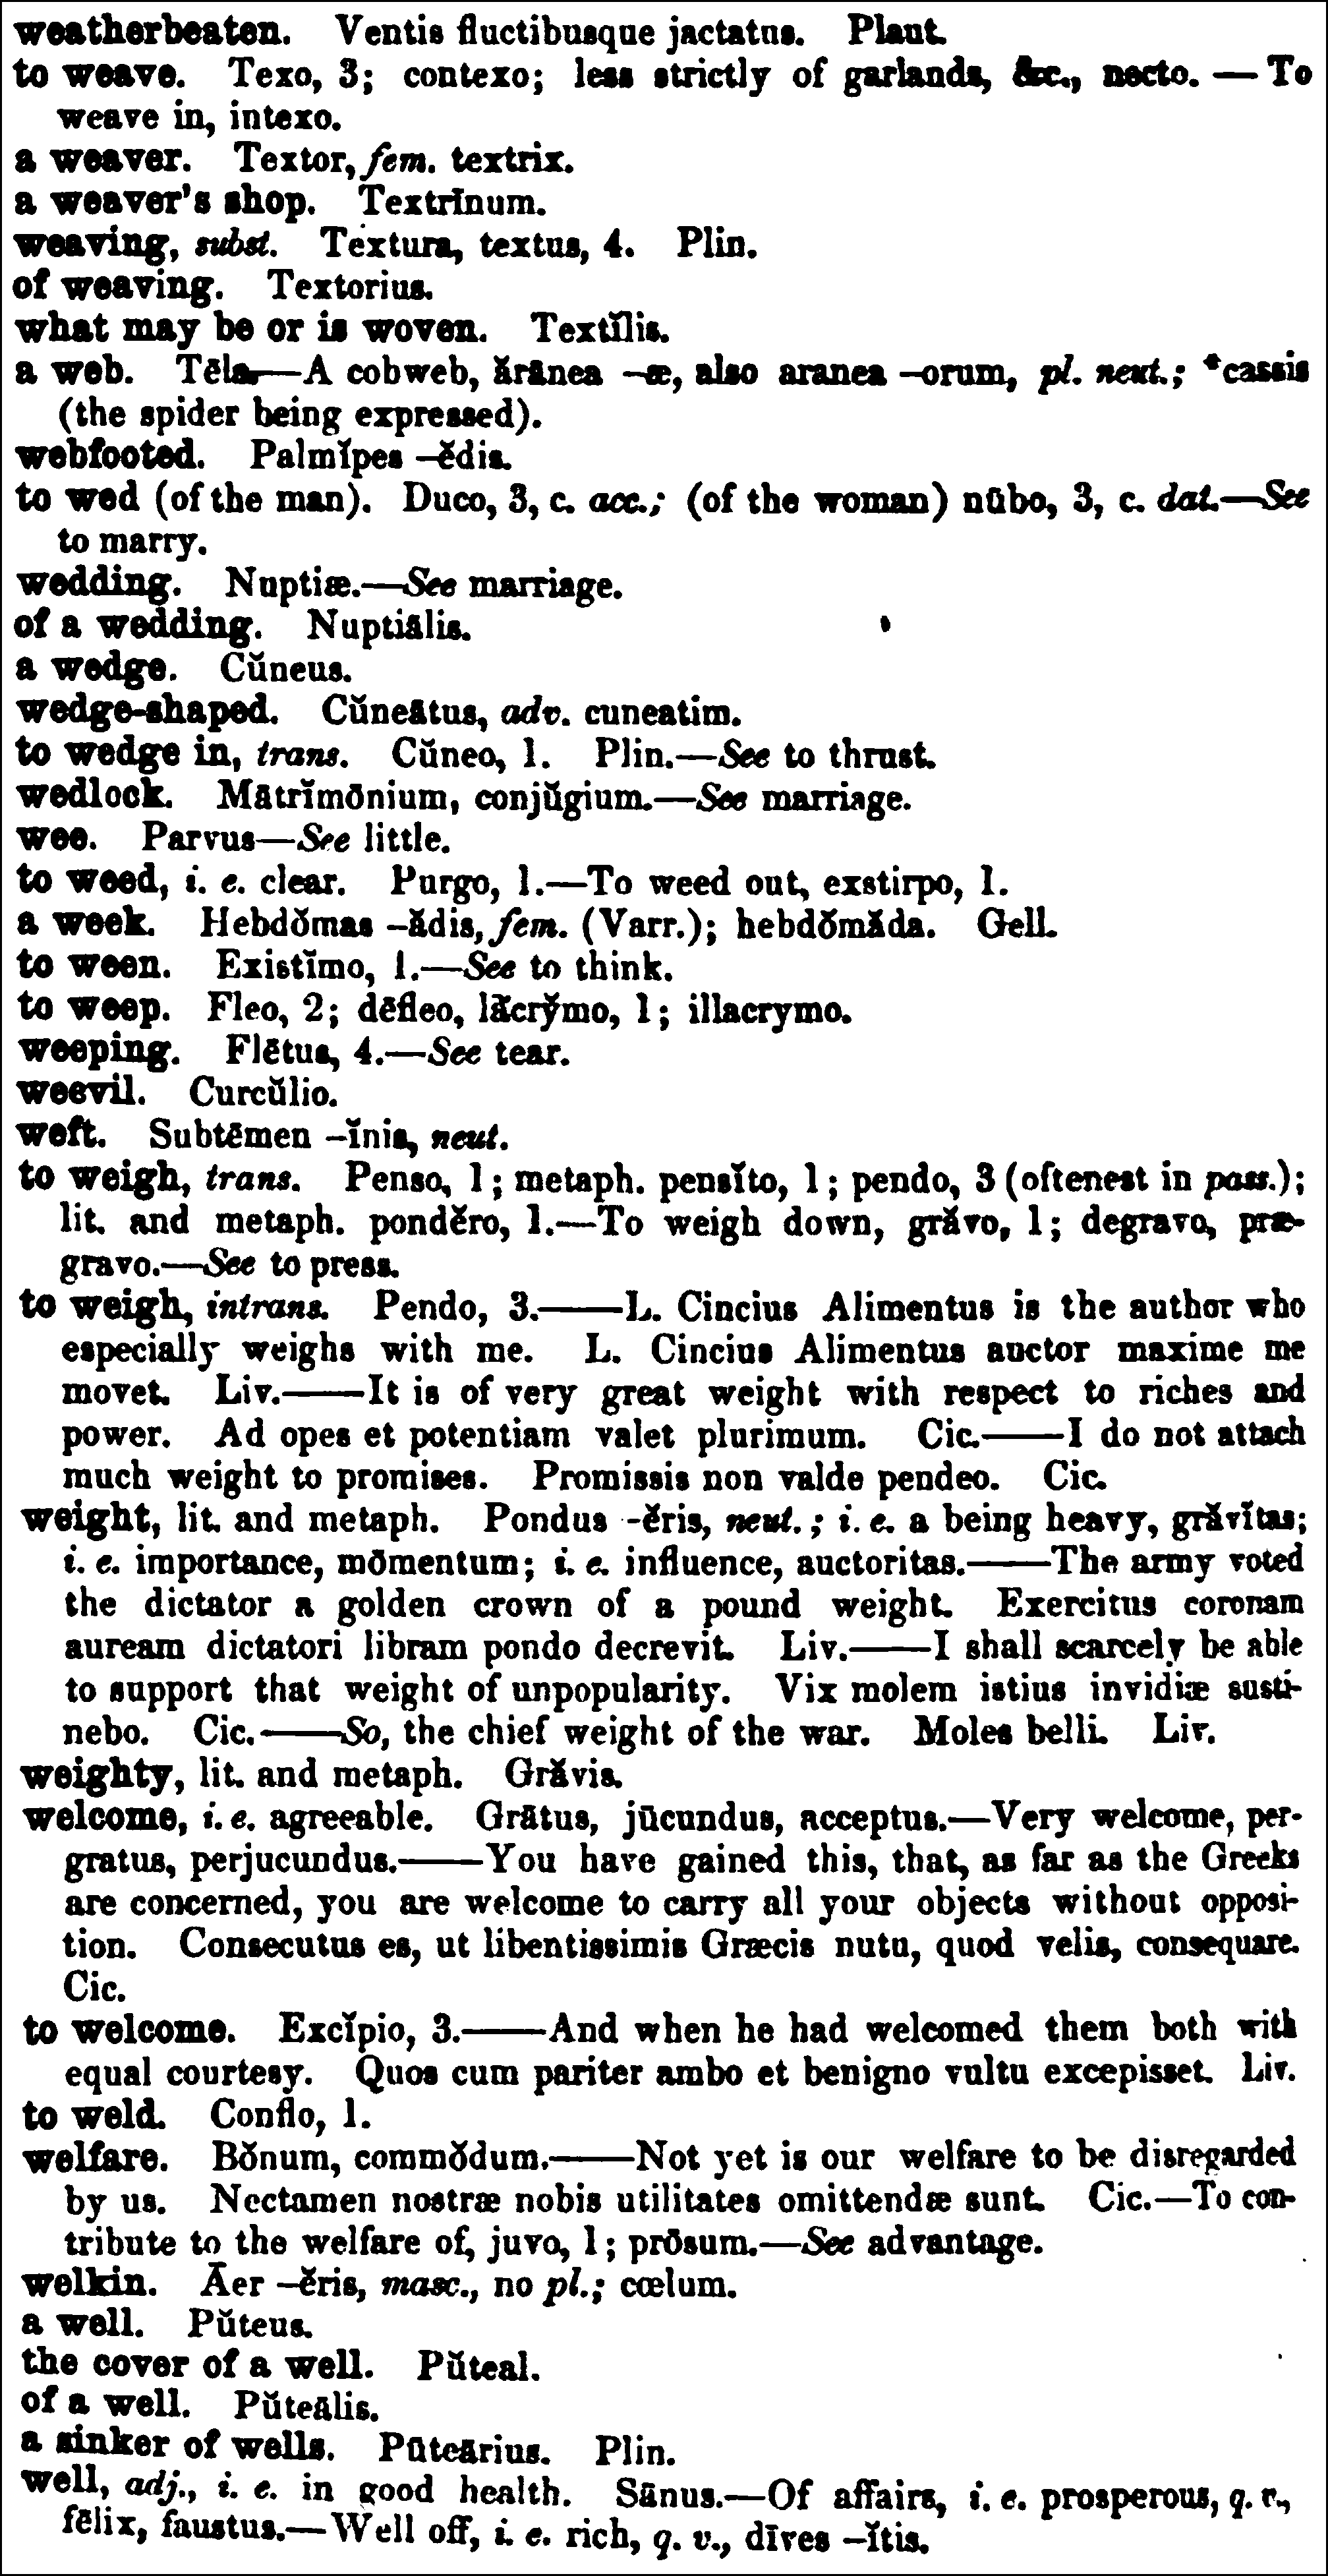 weatherbeaten. Ventis fluctibusque jactatus. Plaut.
to weave. Texo, 3; contexo; less strictly of garlands, &c., necto. — To
weave in, intexo.
a weaver. Textor, fem. textrix.
a weaver's shop. Textrīnum.
weaving, subst. Textura, textus, 4. Plin.
of weaving. Textorius.
what may be or is woven. Textĭlis.
a web. Tēla.—A cobweb, ărānea –æ, also aranea –orum, pl. neut.; *cassis
(the spider being expressed).
webfooted. Palmĭpes –ĕdis.
to wed (of the man). Duco, 3, c. acc.; (of the woman) nūbo, 3, c. dat.—See
to marry.
wedding. Nuptiæ.—See marriage.
of a wedding. Nuptiālis.
a wedge. Cŭneus.
wedge-shaped. Cŭneātus, adv. cuneatim.
to wedge in, trans. Cŭneo, 1. Plin.—See to thrust.
wedlock. Mātrĭmōnium, conjŭgium.—See marriage.
wee. Parvus—See little.
to weed, i. e. clear. Purgo, 1.—To weed out, exstirpo, 1.
a week. Hebdŏmas –ădis, fem. (Varr.); hebdŏmăda. Gell.
to ween. Existĭmo, 1.—See to think.
to weep. Fleo, 2; dēfleo, lăcry̆mo, 1; illacrymo.
weeping. Flētus, 4.—See tear.
weevil. Curcŭlio.
weft. Subtēmen –ĭnis, neut.
to weigh, trans. Penso, 1; metaph. pensĭto, 1; pendo, 3 (oftenest in pass.);
lit. and metaph. pondĕro, 1.—To weigh down, grăvo, 1; degravo, præ-
gravo.—See to press.
to weigh, intrans. Pendo, 3.——L. Cincius Alimentus is the author who
especially weighs with me. L. Cincius Alimentus auctor maxime me
movet. Liv.——It is of very great weight with respect to riches and
power. Ad opes et potentiam valet plurimum. Cic.——I do not attach
much weight to promises. Promissis non valde pendeo. Cic.
weight, lit. and metaph. Pondus -ĕris, neut.; i. e. a being heavy, grăvĭtas;
i. e. importance, mōmentum; i. e. influence, auctoritas.——The army voted
the dictator a golden crown of a pound weight. Exercitus coronam
auream dictatori libram pondo decrevit. Liv.——I shall scarcely be able
to support that weight of unpopularity. Vix molem istius invidiæ susti-
nebo. Cic.——So, the chief weight of the war. Moles belli. Liv.
weighty, lit. and metaph. Grăvis.
welcome, i. e. agreeable. Grātus, jūcundus, acceptus.—Very welcome, per-
gratus, perjucundus.——You have gained this, that, as far as the Greeks
are concerned, you are welcome to carry all your objects without opposi-
tion. Consecutus es, ut libentissimis Græcis nutu, quod velis, consequare.
Cic.
to welcome. Excĭpio, 3.——And when he had welcomed them both with
equal courtesy. Quos cum pariter ambo et benigno vultu excepisset. Liv.
to weld. Conflo, 1.
welfare. Bŏnum, commŏdum.——Not yet is our welfare to be disregarded
by us. Nectamen nostræ nobis utilitates omittendæ sunt. Cic.—To con-
tribute to the welfare of, juvo, 1; prōsum.—See advantage.
welkin. Āer –ĕris, masc., no pl.; cœlum.
a well. Pŭteus.
the cover of a well. Pŭteal.
of a well. Pŭteālis.
a sinker of wells. Pūteārius. Plin.
well, adj., i. e. in good health. Sānus.—Of affairs, i. e. prosperous, q. v.,
fēlix, faustus.—Well off, i. e. rich, q. v., dīves –ĭtis.